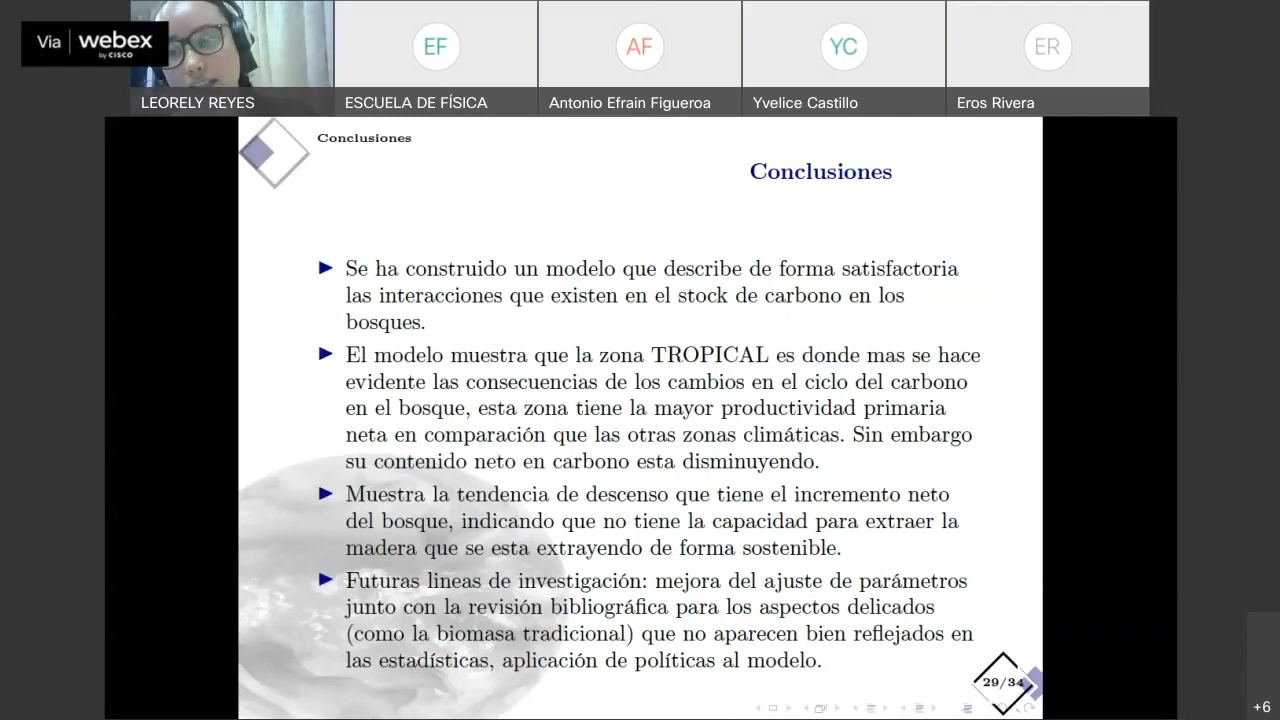 Via webex
by CISCO
EF
AF
YC
ER
LEORELY REYES
ESCUELA DE FÍSICA
Antonio Efrain Figueroa
Yvelice Castillo
Eros Rivera
Conclusiones
Conclusiones
Se ha construido un modelo que describe de forma satisfactoria
las interacciones que existen en el stock de carbono en los
bosques.
El modelo muestra que la zona TROPICAL es donde mas se hace
evidente las consecuencias de los cambios en el ciclo del carbono
en el bosque, esta zona tiene la mayor productividad primaria
neta en comparación que las otras zonas climáticas. Sin embargo
su contenido neto en carbono esta disminuyendo.
Muestra la tendencia de descenso que tiene el incremento neto
del bosque, indicando que no tiene la capacidad para extraer la
madera que se esta extrayendo de forma sostenible.
Futuras lineas de investigación: mejora del ajuste de parámetros
junto con la revisión bibliográfica para los aspectos delicados
(como la biomasa tradicional) que no aparecen bien reflejados en
las estadísticas, aplicación de políticas al modelo.
29/34
+6